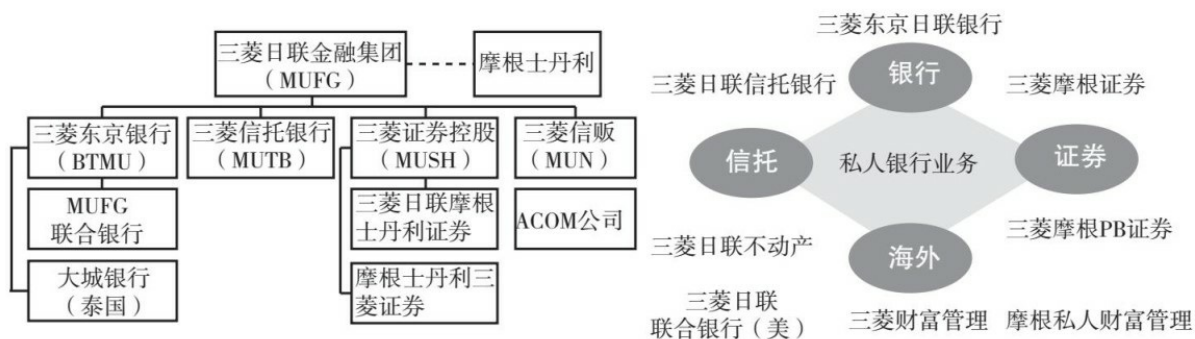 三菱日联金融集团
（MUFG）
摩根士丹利
三菱东京银行
（BTMU）
三菱信托银行
（MUTB）
三菱证券控股
（MUSH）
三菱信贩
（MUN）
MUFG
联合银行
三菱日联摩根
士丹利证券
ACOM公司
大城银行
（泰国）
摩根士丹利三
菱证券
三菱东京日联银行
银行
三菱日联信托银行
三菱摩根证券
信托
私人银行业务
证券
三菱日联不动产
海外
三菱摩根PB证券
三菱日联
联合银行（美）
三菱财富管理
摩根私人财富管理